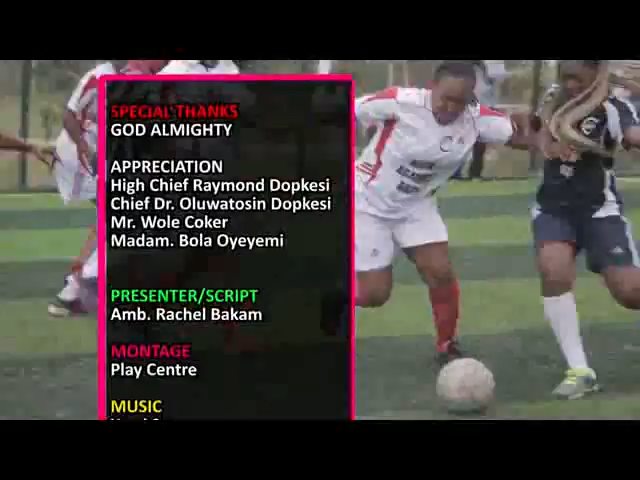 SPECIAL THANKS
GOD ALMIGHTY
APPRECIATION
High Chief Raymond Dopkesi
Chief Dr. Oluwatosin Dopkesi
Mr. Wole Coker
Madam. Bola Oyeyemi
PRESENTER/SCRIPT
Amb. Rachel Bakam
MONTAGE
Play Centre
MUSIC